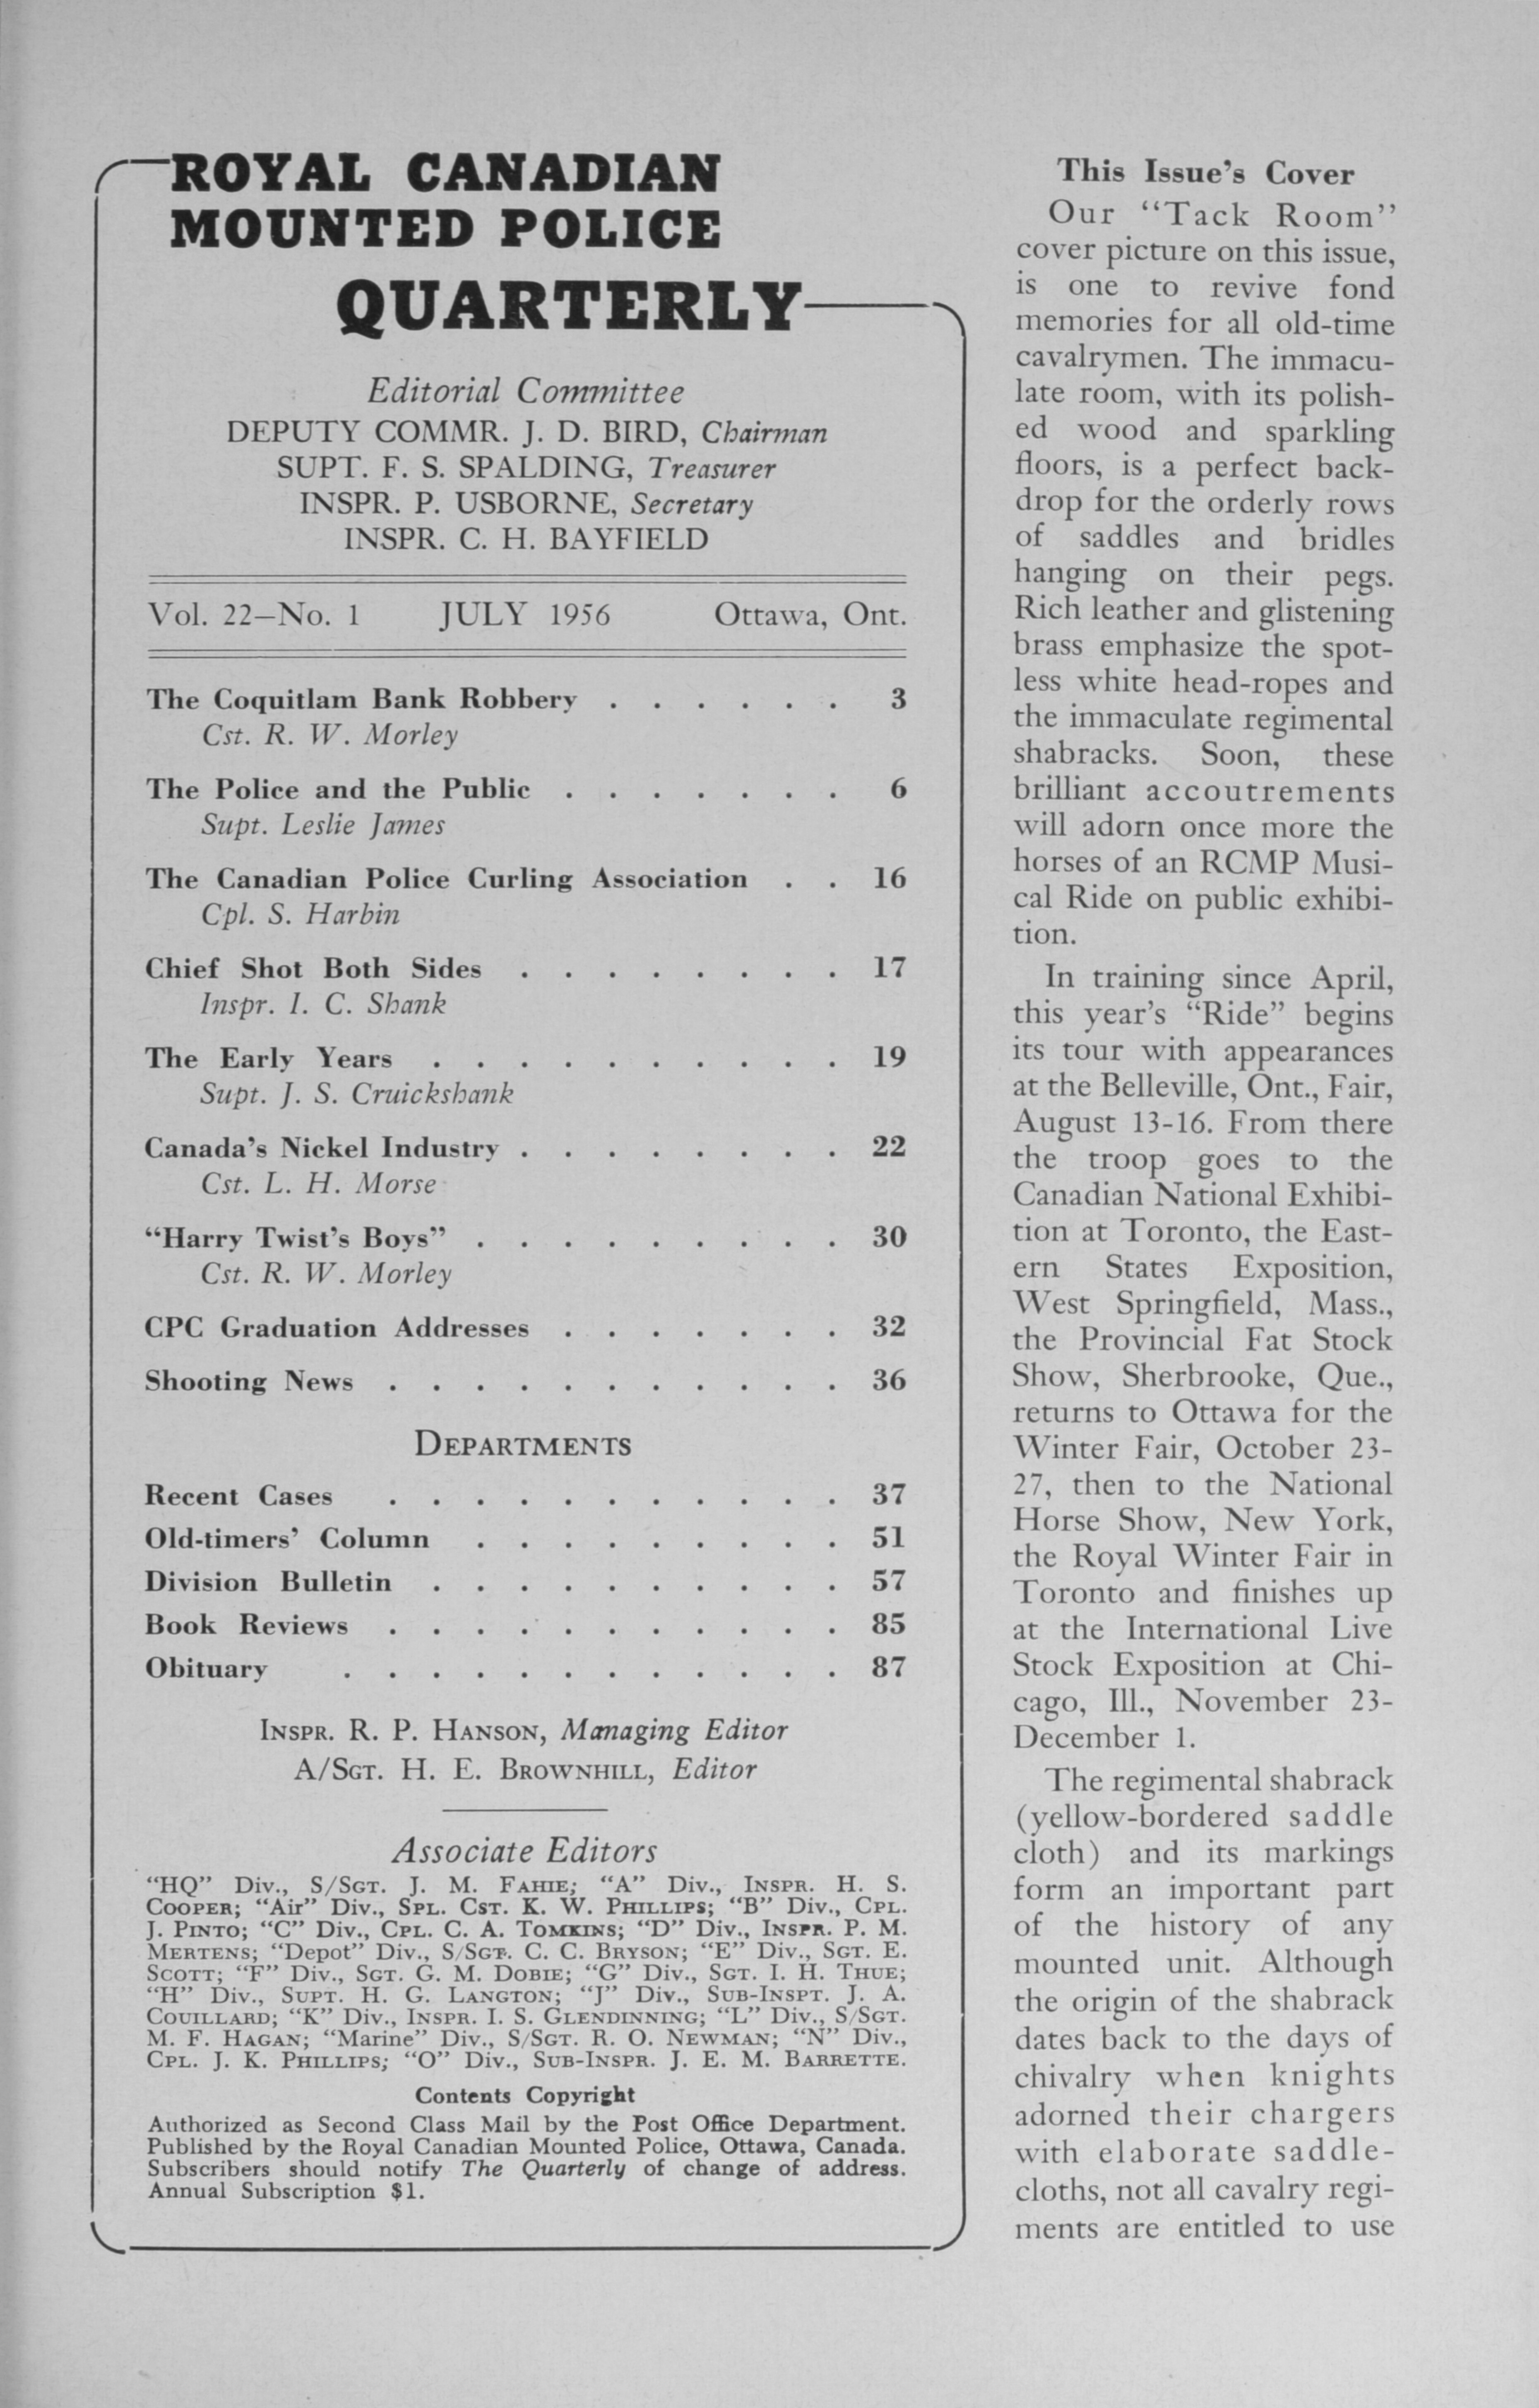 ROYAL CANADIAN
MOUNTED POLICE
QUARTERLY
Editorial Committee
DEPUTY COMMR. J. D. BIRD, Chairman
SUPT. F. S. SPALDING, Treasurer
INSPR. P. USBORNE, Secretary
INSPR. C. H. BAYFIELD
Vol. 22–No. 1 JULY 1956 Ottawa, Ont.
The Coquitlam Bank Robbery . . . . . . 3
Cst. R. W. Morley
The Police and the Public . . . . . . . 6
Supt. Leslie James
The Canadian Police Curling Association . . 16
Cpl. S. Harbin
Chief Shot Both Sides . . . . . . . . 17
Inspr. I. C. Shank
The Early Years . . . . . . . . . . 19
Supt. J. S. Cruickshank
Canada's Nickel Industry . . . . . . . . 22
Cst. L. H. Morse
“Harry Twist's Boys” . . . . . . . . . 30
Cst. R. W. Morley
CPC Graduation Addresses . . . . . . . 32
Shooting News . . . . . . . . . . . 36
DEPARTMENTS
Recent Cases . . . . . . . . . . . 37
Old-timers' Column . . . . . . . . . 51
Division Bulletin . . . . . . . . . . 57
Book Reviews . . . . . . . . . . . 85
Obituary . . . . . . . . . . . . 87
INSPR. R. P. HANSON, Managing Editor
A/SGT. H. E. BROWNHILL, Editor
Associate Editors
“HQ” Div., S/SGT. J. M. FAHIE; “A” Div., INSPR. H. S.
COOPER; “Air” Div., SPL. CST. K. W. PHILLIPS; “B” Div., CPL.
J. PINTO; “C” Div., CPL. C. A. TOMKINS; “D” Div., INSPR. P. M.
MERTENS; “Depot” Div., S/SGT. C. C. BRYSON; “E” Div., SGT. E.
SCOTT; “F” Div., SGT. G. M. DOBIE; “G” Div., SGT. I. H. THUE;
“H” Div., SUPT. H. G. LANGTON; “J” Div., SUB-INSPT. J. A.
COUILLARD; “K” Div., INSPR. I. S. GLENDINNING; “L” Div., S/SGT.
M. F. HAGAN; “Marine” Div., S/SGT. R. O. NEWMAN; “N” Div.,
CPL. J. K. PHILLIPS; “O” Div., SUB-INSPR. J. E. M. BARRETTE.
Contents Copyright
Authorized as Second Class Mail by the Post Office Department.
Published by the Royal Canadian Mounted Police, Ottawa, Canada.
Subscribers should notify The Quarterly of change of address.
Annual Subscription $1.
This Issue's Cover
Our “Tack Room”
cover picture on this issue,
is one to revive fond
memories for all old-time
cavalrymen. The immacu-
late room, with its polish-
ed wood and sparkling
floors, is a perfect back-
drop for the orderly rows
of saddles and bridles
hanging on their pegs.
Rich leather and glistening
brass emphasize the spot-
less white head-ropes and
the immaculate regimental
shabracks. Soon, these
brilliant accoutrements
will adorn once more the
horses of an RCMP Musi-
cal Ride on public exhibi-
tion.
In training since April,
this year's “Ride” begins
its tour with appearances
at the Belleville, Ont., Fair,
August 13-16. From there
the troop goes to the
Canadian National Exhibi-
tion at Toronto, the East-
ern States Exposition,
West Springfield, Mass.,
the Provincial Fat Stock
Show, Sherbrooke, Que.,
returns to Ottawa for the
Winter Fair, October 23-
27, then to the National
Horse Show, New York,
the Royal Winter Fair in
Toronto and finishes up
at the International Live
Stock Exposition at Chi-
cago, Ill., November 23-
December 1.
The regimental shabrack
(yellow-bordered saddle
cloth) and its markings
form an important part
of the history of any
mounted unit. Although
the origin of the shabrack
dates back to the days of
chivalry when knights
adorned their chargers
with elaborate saddle-
cloths, not all cavalry regi-
ments are entitled to use